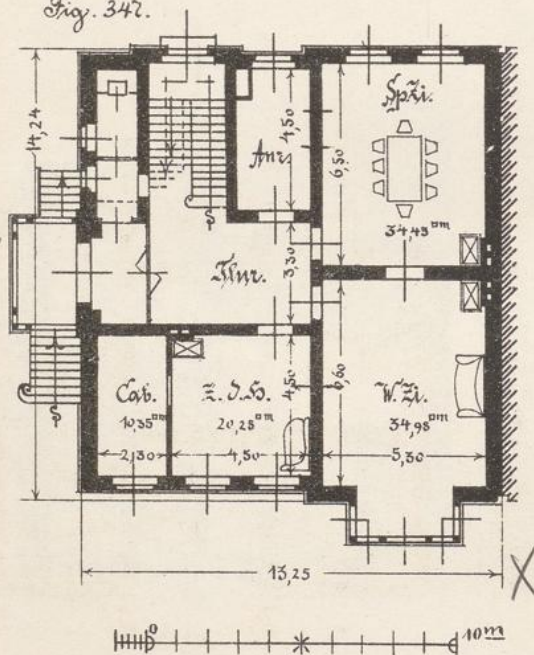 Fig. 347.
14,24
4,50
Spzi.
Anr.
6,50
34,45 qm
Flur.
3,30
Cab.
10,35 qm
2,30
Z. d. H.
20,25 qm
4,50
4,50
6,60
W. Zi.
34,98 qm
5,30
13,25
0
10 m